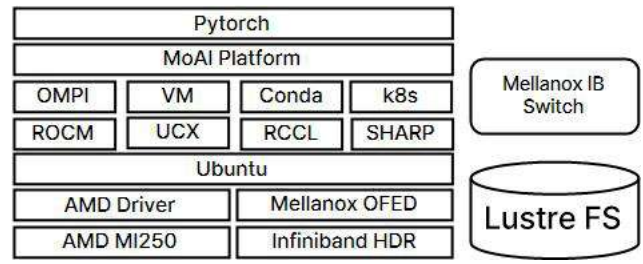 Pytorch
MoAI Platform
OMPI VM Conda k8s
ROCM UCX RCCL SHARP
Ubuntu
AMD Driver Mellanox OFED
AMD MI250 Infiniband HDR
Mellanox IB
Switch
Lustre FS